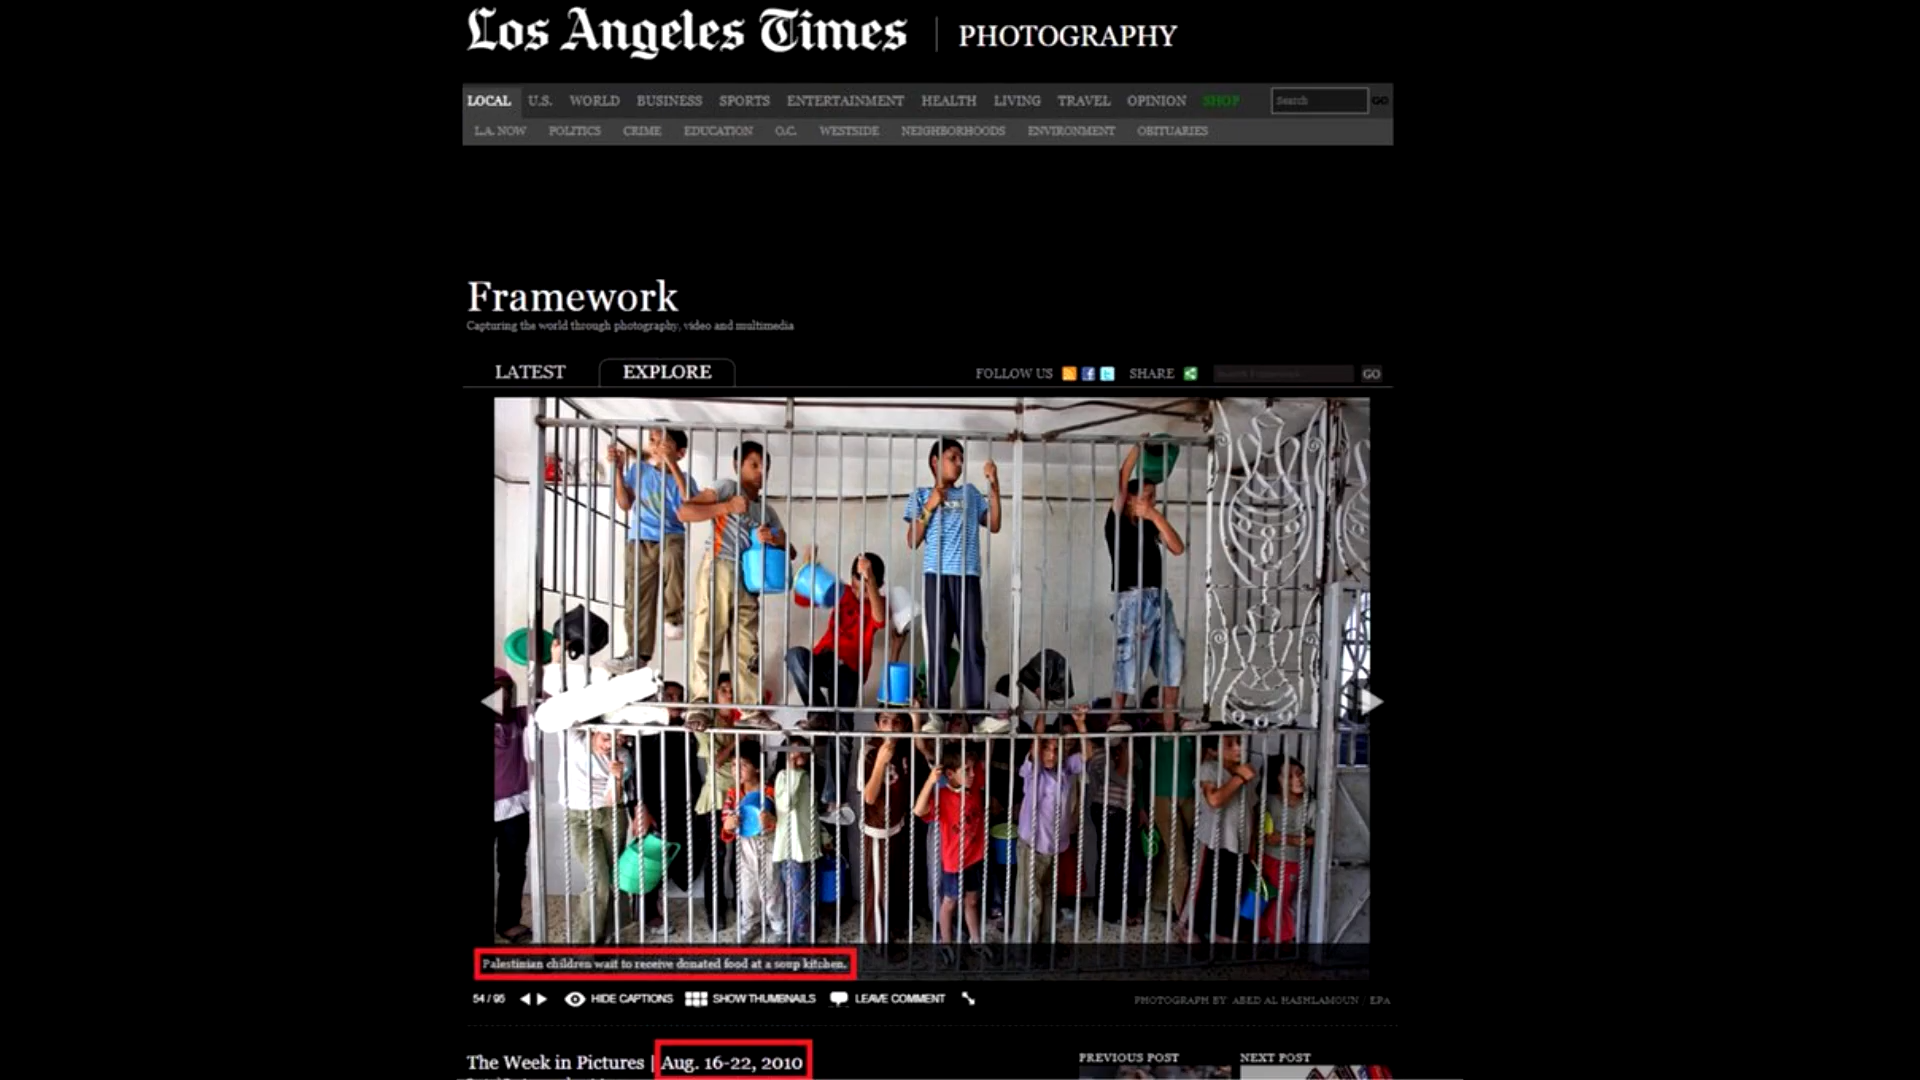 Los Angeles Times | PHOTOGRAPHY
LOCAL U.S. WORLD BUSINESS SPORTS ENTERTAINMENT HEALTH LIVING TRAVEL OPINION SHOP Search GO
L.A. NOW POLITICS CRIME EDUCATION O.C. WESTSIDE NEIGHBORHOODS ENVIRONMENT OBITUARIES
Framework
Capturing the world through photography, video and multimedia
LATEST EXPLORE FOLLOW US SHARE GO
Palestinian children wait to receive donated food at a soup kitchen.
54 / 95 HIDE CAPTIONS SHOW THUMBNAILS LEAVE COMMENT PHOTOGRAPH BY: ABED AL HASHLAMOUN / EPA
The Week in Pictures | Aug. 16-22, 2010 PREVIOUS POST NEXT POST